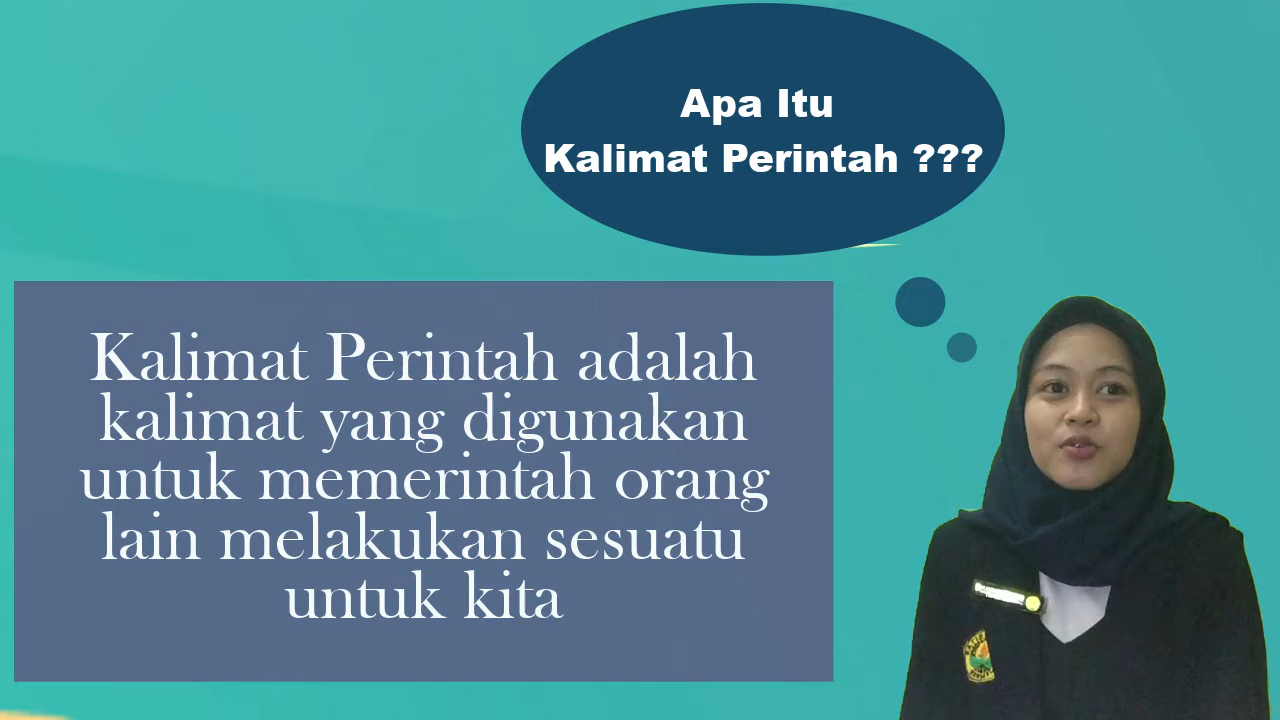 Apa Itu
Kalimat Perintah ???
Kalimat Perintah adalah
kalimat yang digunakan
untuk memerintah orang
lain melakukan sesuatu
untuk kita